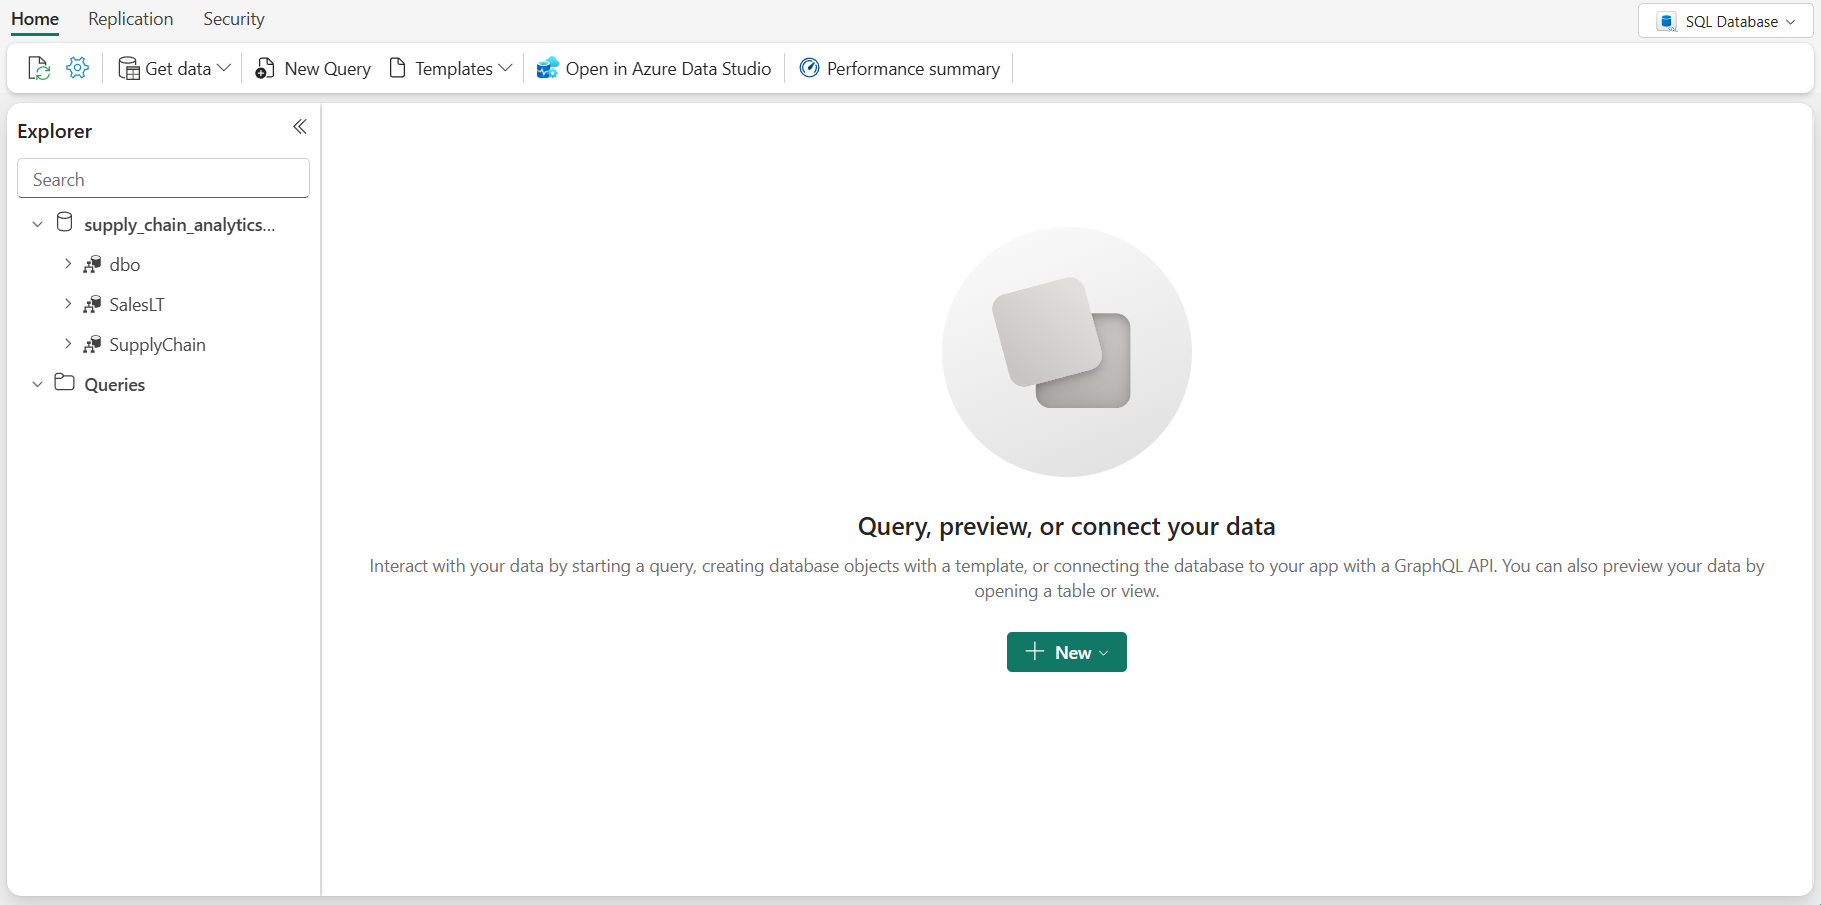 Home Replication Security
SQL Database
Get data New Query Templates Open in Azure Data Studio Performance summary
Explorer
Search
supply_chain_analytics...
dbo
SalesLT
SupplyChain
Queries
Query, preview, or connect your data
Interact with your data by starting a query, creating database objects with a template, or connecting the database to your app with a GraphQL API. You can also preview your data by
opening a table or view.
New